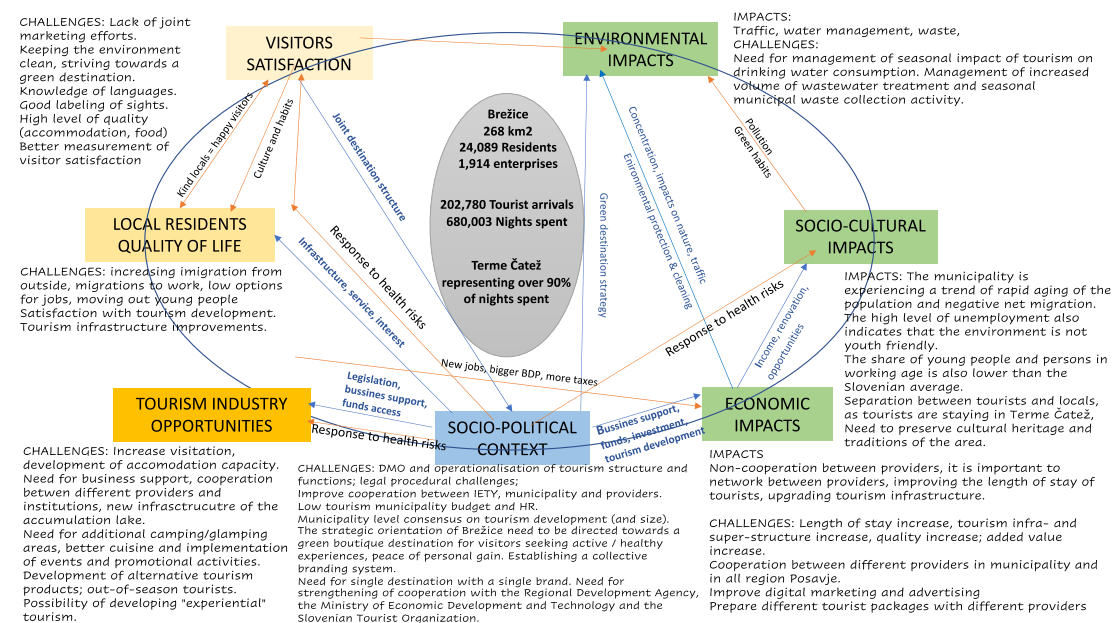 CHALLENGES: Lack of joint
marketing efforts.
Keeping the environment
clean, striving towards a
green destination.
Knowledge of languages.
Good labeling of sights.
High level of quality
(accommodation, food)
Better measurement of
visitor satisfaction
VISITORS
SATISFACTION
ENVIRONMENTAL
IMPACTS
IMPACTS:
Traffic, water management, waste,
CHALLENGES:
Need for management of seasonal impact of tourism on
drinking water consumption. Management of increased
volume of wastewater treatment and seasonal
municipal waste collection activity.
Kind locals = happy visitors
Culture and habits
Joint destination structure
Brežice
268 km2
24,089 Residents
1,914 enterprises
202,780 Tourist arrivals
680,003 Nights spent
Terme Čatež
representing over 90%
of nights spent
Green destination strategy
Concentration, impacts on nature, traffic
Enironmental protection & cleaning
Pollution
Green habits
LOCAL RESIDENTS
QUALITY OF LIFE
SOCIO-CULTURAL
IMPACTS
CHALLENGES: increasing imigration from
outside, migrations to work, low options
for jobs, moving out young people
Satisfaction with tourism development.
Tourism infrastructure improvements.
Infrastructure, service, interest
Response to health risks
Response to health risks
Income, renovation,
opportunities
IMPACTS: The municipality is
experiencing a trend of rapid aging of the
population and negative net migration.
The high level of unemployment also
indicates that the environment is not
youth friendly.
The share of young people and persons in
working age is also lower than the
Slovenian average.
Separation between tourists and locals,
as tourists are staying in Terme Čatež,
Need to preserve cultural heritage and
traditions of the area.
New jobs, bigger BDP, more taxes
Legislation,
bussines support,
funds access
TOURISM INDUSTRY
OPPORTUNITIES
Response to health risks
SOCIO-POLITICAL
CONTEXT
Bussines support,
funds, investment,
tourism development
ECONOMIC
IMPACTS
CHALLENGES: Increase visitation,
development of accomodation capacity.
Need for business support, cooperation
betwen different providers and
institutions, new infrasctrucutre of the
accumulation lake.
Need for additional camping/glamping
areas, better cuisine and implementation
of events and promotional activities.
Development of alternative tourism
products; out-of-season tourists.
Possibility of developing "experiential"
tourism.
CHALLENGES: DMO and operationalisation of tourism structure and
functions; legal procedural challenges;
Improve cooperation between IETY, municipality and providers.
Low tourism municipality budget and HR.
Municipality level consensus on tourism development (and size).
The strategic orientation of Brežice need to be directed towards a
green boutique destination for visitors seeking active / healthy
experiences, peace of personal gain. Establishing a collective
branding system.
Need for single destination with a single brand. Need for
strengthening of cooperation with the Regional Development Agency,
the Ministry of Economic Development and Technology and the
Slovenian Tourist Organization.
IMPACTS
Non-cooperation between providers, it is important to
network between providers, improving the length of stay of
tourists, upgrading tourism infrastructure.
CHALLENGES: Length of stay increase, tourism infra- and
super-structure increase, quality increase; added value
increase.
Cooperation between different providers in municipality and
in all region Posavje.
Improve digital marketing and advertising
Prepare different tourist packages with different providers